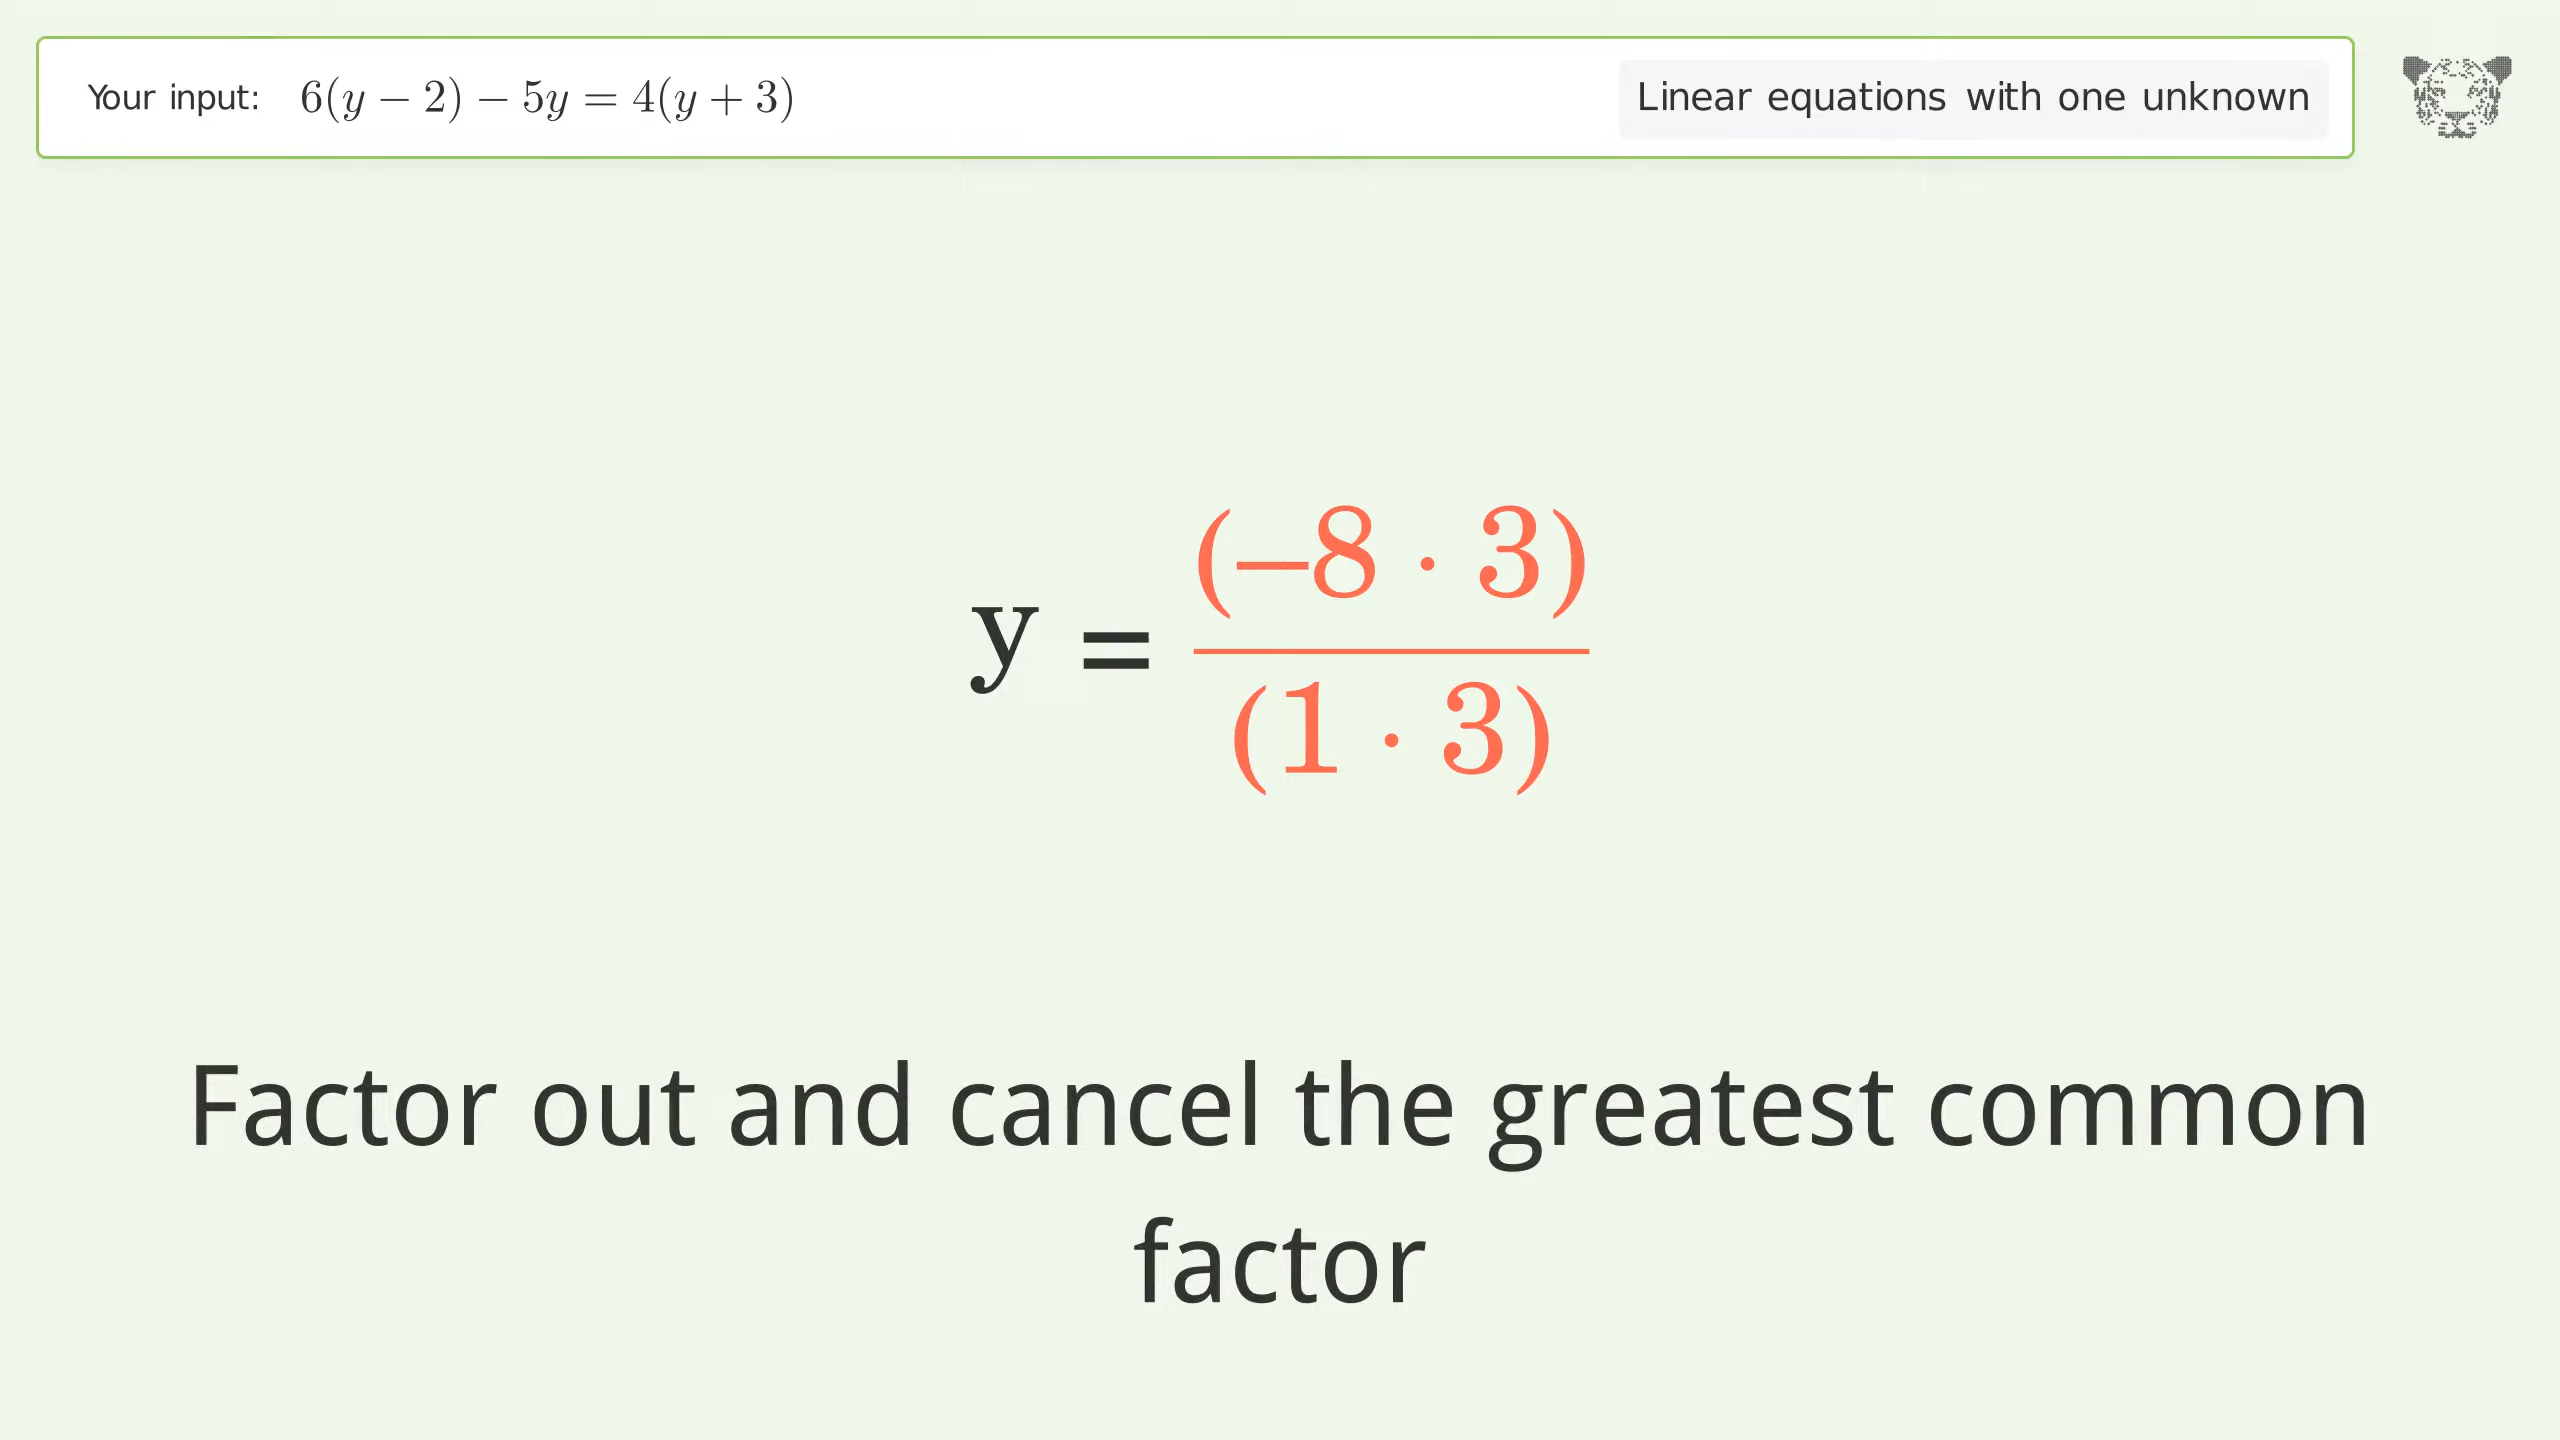 Your input: 6(y − 2) − 5y = 4(y + 3)
Linear equations with one unknown
y = (−8 · 3) / (1 · 3)
Factor out and cancel the greatest common
factor